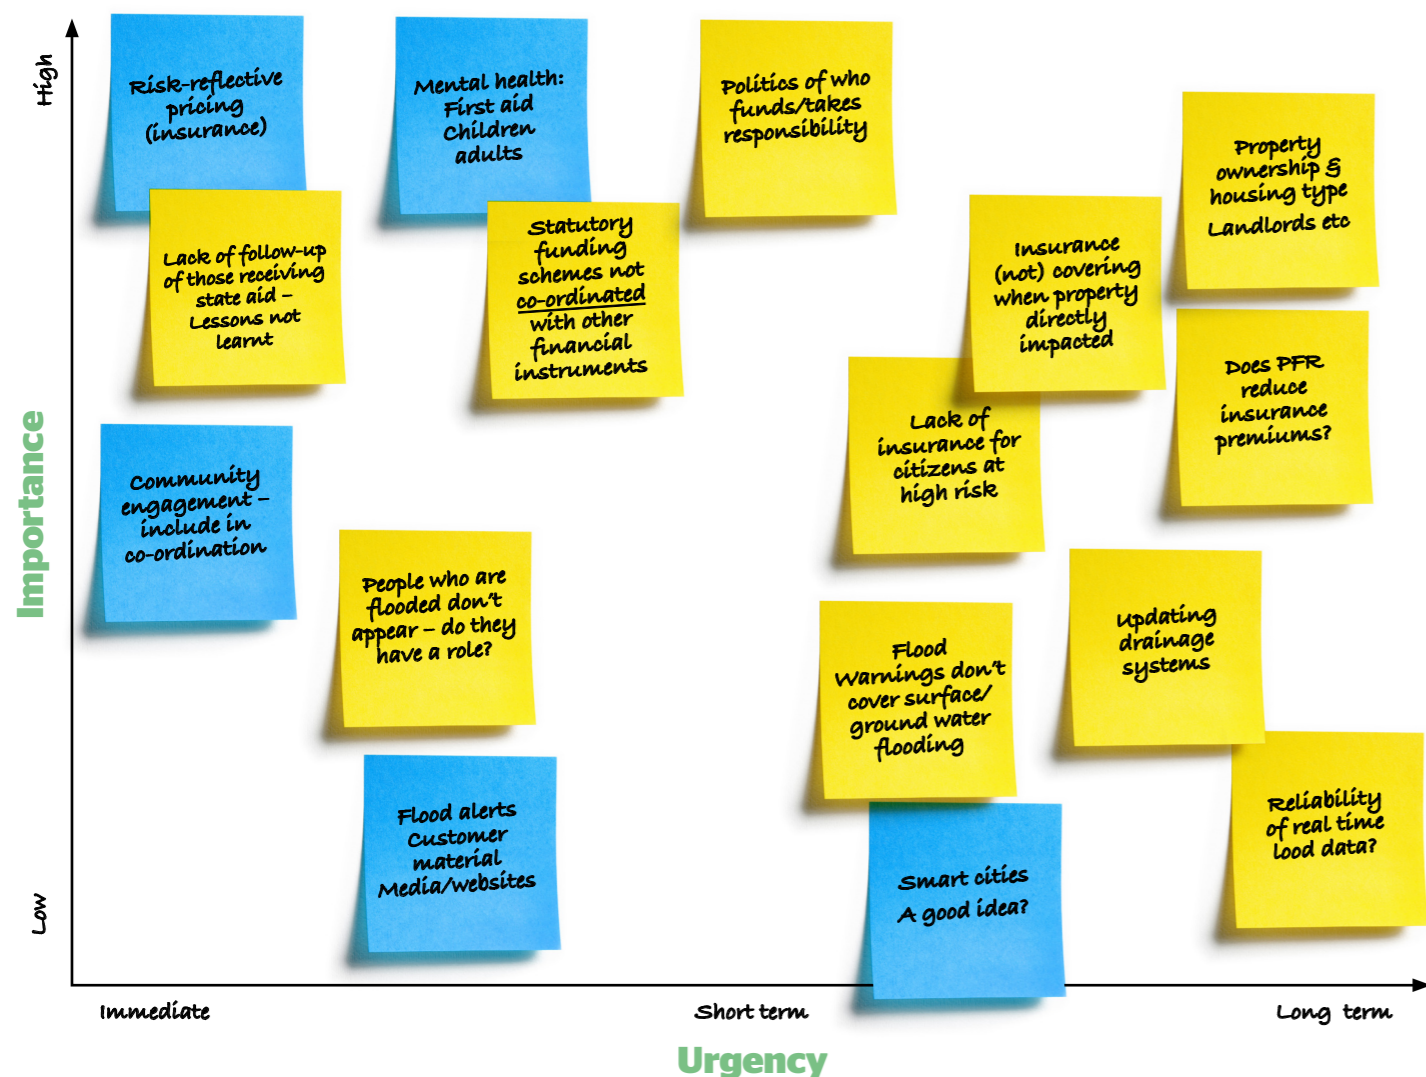 High
Risk-reflective
pricing
(insurance)
Mental health:
First aid
Children
adults
Politics of who
funds/takes
responsibility
Property
ownership &
housing type
Landlords etc
Lack of follow-up
of those receiving
state aid –
Lessons not
learnt
Statutory
funding
schemes not
co-ordinated
with other
financial
instruments
Insurance
(not) covering
when property
directly
impacted
Does PFR
reduce
insurance
premiums?
Lack of
insurance for
citizens at
high risk
Importance
Community
engagement –
include in
co-ordination
People who are
flooded don't
appear – do they
have a role?
Flood
Warnings don't
cover surface/
ground water
flooding
Updating
drainage
systems
Flood alerts
Customer
material
Media/websites
Reliability
of real time
lood data?
Smart cities
A good idea?
Low
Immediate
Short term
Long term
Urgency